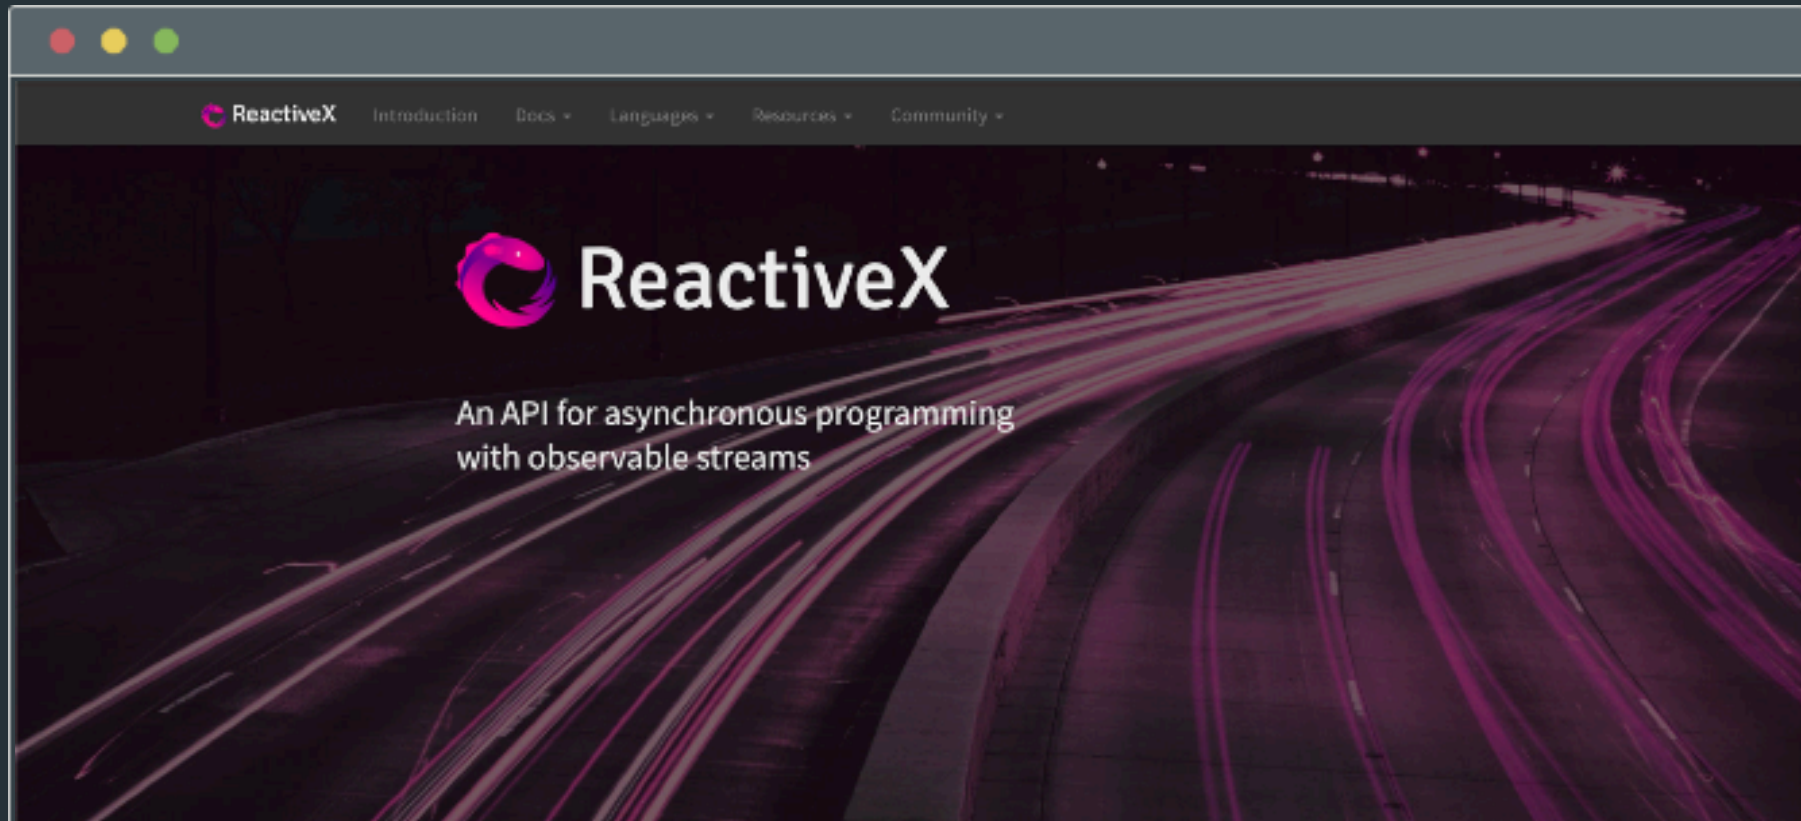 ReactiveX Introduction Docs Languages Resources Community
ReactiveX
An API for asynchronous programming
with observable streams